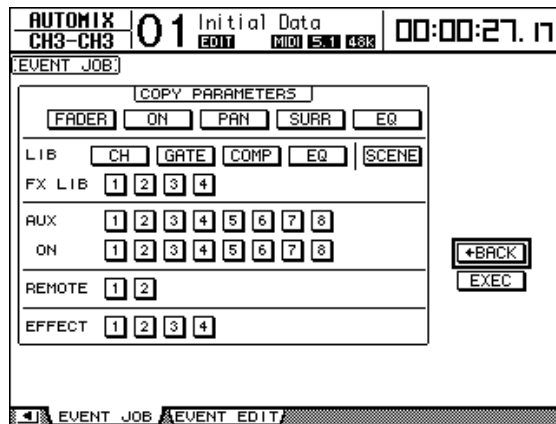 AUTOMIX
CH3-CH3
01 Initial Data
EDIT MIDI 5.1 48k
00:00:27. 17
EVENT JOB
COPY PARAMETERS
FADER ON PAN SURR EQ
LIB CH GATE COMP EQ SCENE
FX LIB 1 2 3 4
AUX 1 2 3 4 5 6 7 8
ON 1 2 3 4 5 6 7 8
REMOTE 1 2
EFFECT 1 2 3 4
←BACK
EXEC
EVENT JOB EVENT EDIT